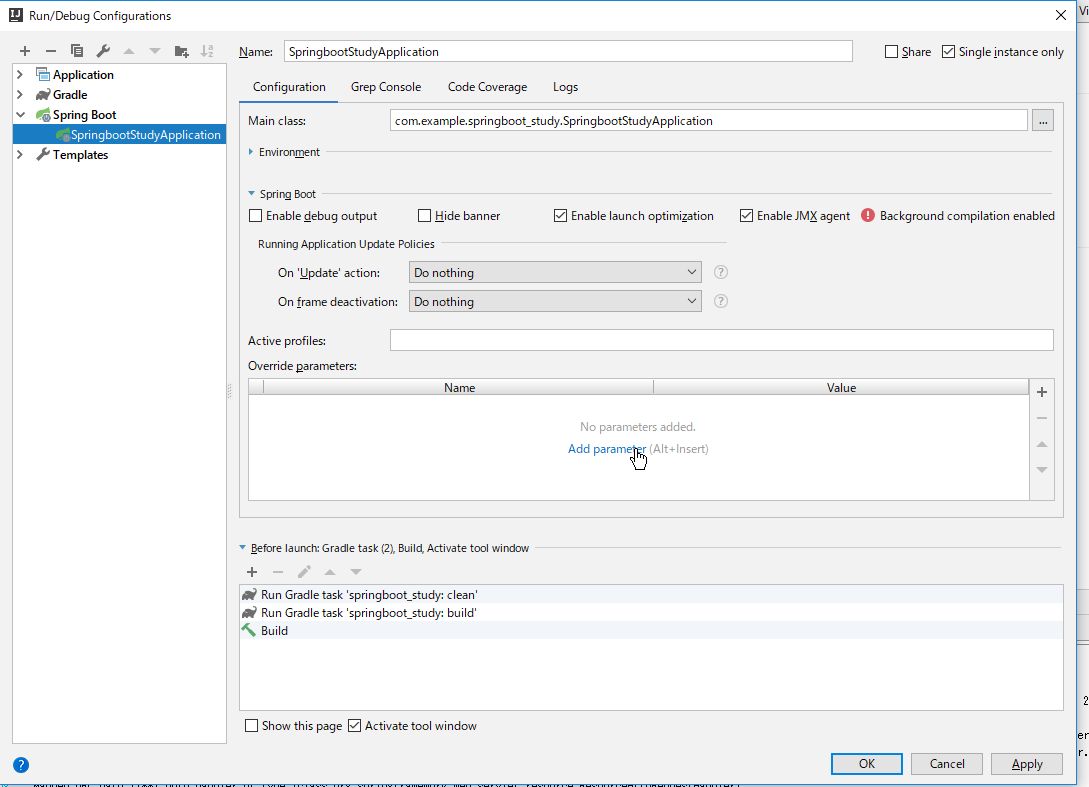 Run/Debug Configurations
Vi
Name: SpringbootStudyApplication Share Single instance only
Application
Gradle
Spring Boot
SpringbootStudyApplication
Templates
Configuration Grep Console Code Coverage Logs
Main class: com.example.springboot_study.SpringbootStudyApplication ...
Environment
Spring Boot
Enable debug output Hide banner Enable launch optimization Enable JMX agent Background compilation enabled
Running Application Update Policies
On 'Update' action: Do nothing ?
On frame deactivation: Do nothing ?
Active profiles:
Override parameters:
Name Value
No parameters added.
Add parameter (Alt+Insert)
Before launch: Gradle task (2), Build, Activate tool window
Run Gradle task 'springboot_study: clean'
Run Gradle task 'springboot_study: build'
Build
Show this page Activate tool window
2
er
r.
? OK Cancel Apply